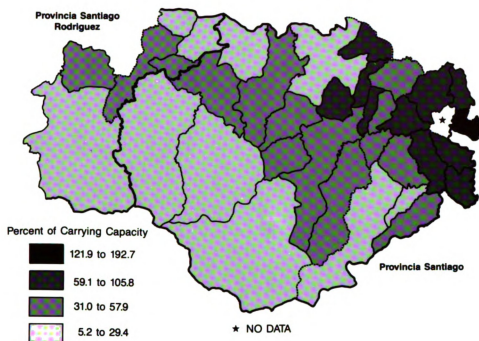 Provincia Santiago
Rodriguez
★
Percent of Carrying Capacity
121.9 to 192.7
59.1 to 105.8
31.0 to 57.9
5.2 to 29.4
Provincia Santiago
★ NO DATA